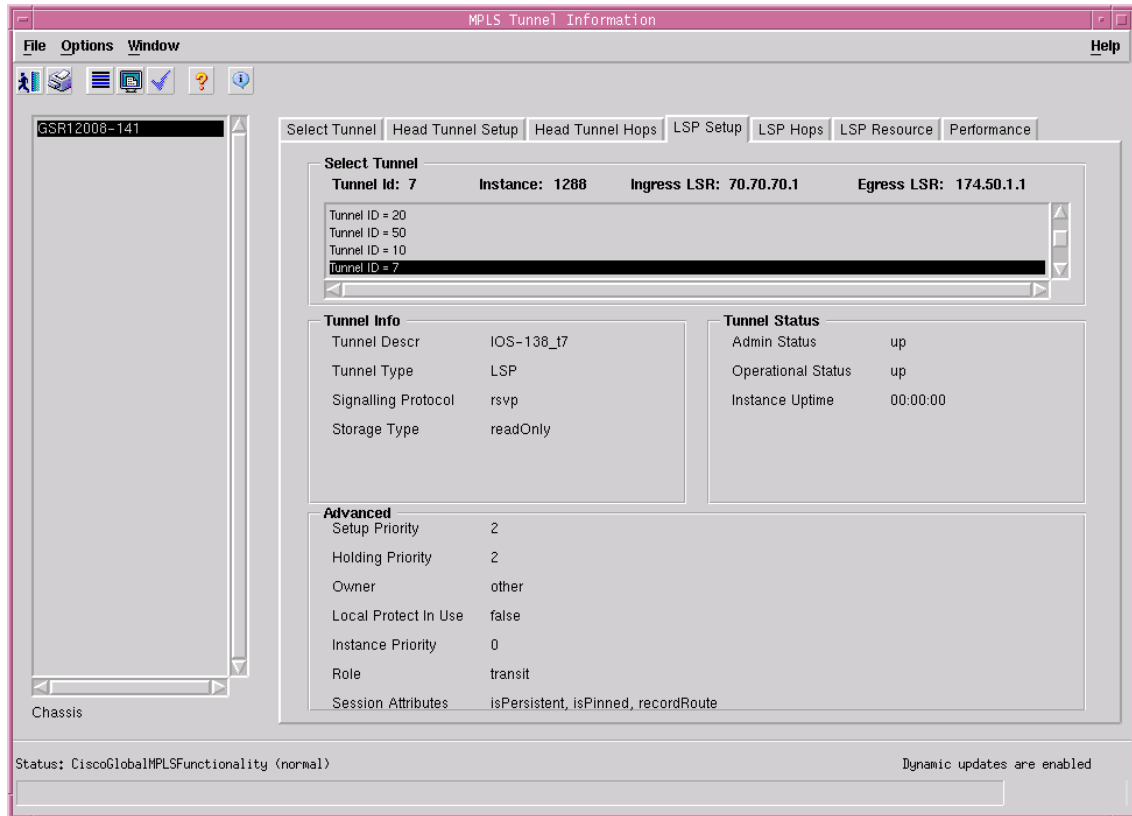 MPLS Tunnel Information
File Options Window Help
GSR12008-141
Select Tunnel Head Tunnel Setup Head Tunnel Hops LSP Setup LSP Hops LSP Resource Performance
Select Tunnel
Tunnel Id: 7 Instance: 1288 Ingress LSR: 70.70.70.1 Egress LSR: 174.50.1.1
Tunnel ID = 20
Tunnel ID = 50
Tunnel ID = 10
Tunnel ID = 7
Tunnel Info
Tunnel Descr IOS-138_t7
Tunnel Type LSP
Signalling Protocol rsvp
Storage Type readOnly
Tunnel Status
Admin Status up
Operational Status up
Instance Uptime 00:00:00
Advanced
Setup Priority 2
Holding Priority 2
Owner other
Local Protect In Use false
Instance Priority 0
Role transit
Session Attributes isPersistent, isPinned, recordRoute
Chassis
Status: CiscoGlobalMPLSFunctionality (normal) Dynamic updates are enabled